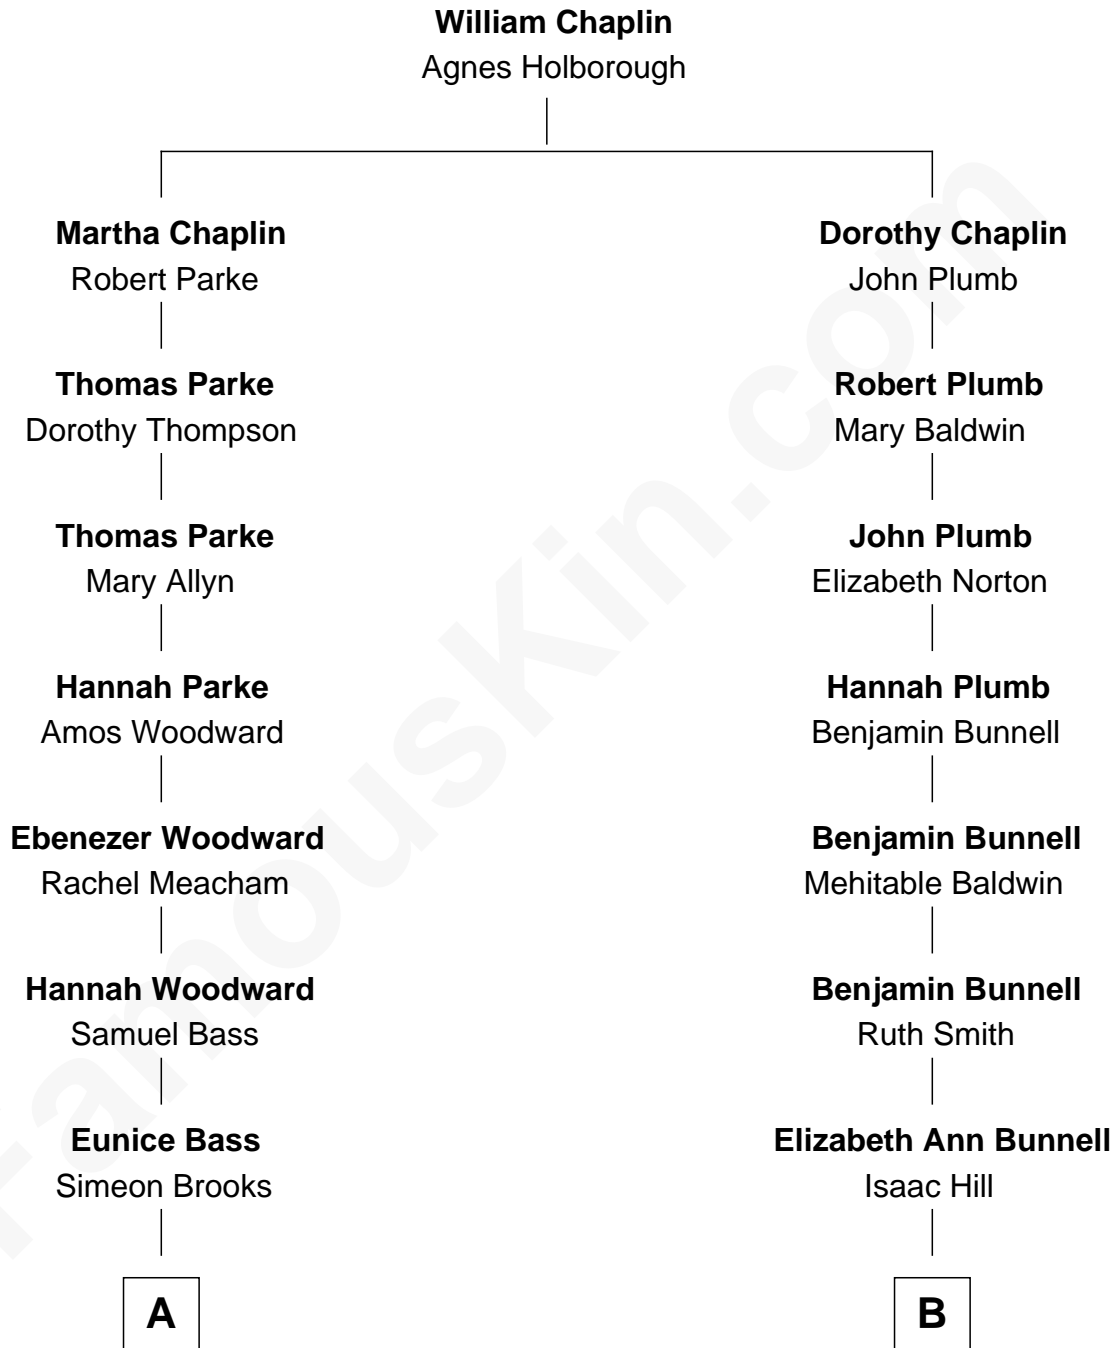 William Chaplin
Agnes Holborough
Martha Chaplin
Robert Parke
Dorothy Chaplin
John Plumb
Thomas Parke
Dorothy Thompson
Robert Plumb
Mary Baldwin
Thomas Parke
Mary Allyn
John Plumb
Elizabeth Norton
Hannah Parke
Amos Woodward
Hannah Plumb
Benjamin Bunnell
Ebenezer Woodward
Rachel Meacham
Benjamin Bunnell
Mehitable Baldwin
Hannah Woodward
Samuel Bass
Benjamin Bunnell
Ruth Smith
Eunice Bass
Simeon Brooks
Elizabeth Ann Bunnell
Isaac Hill
A
B
FamousKin.com